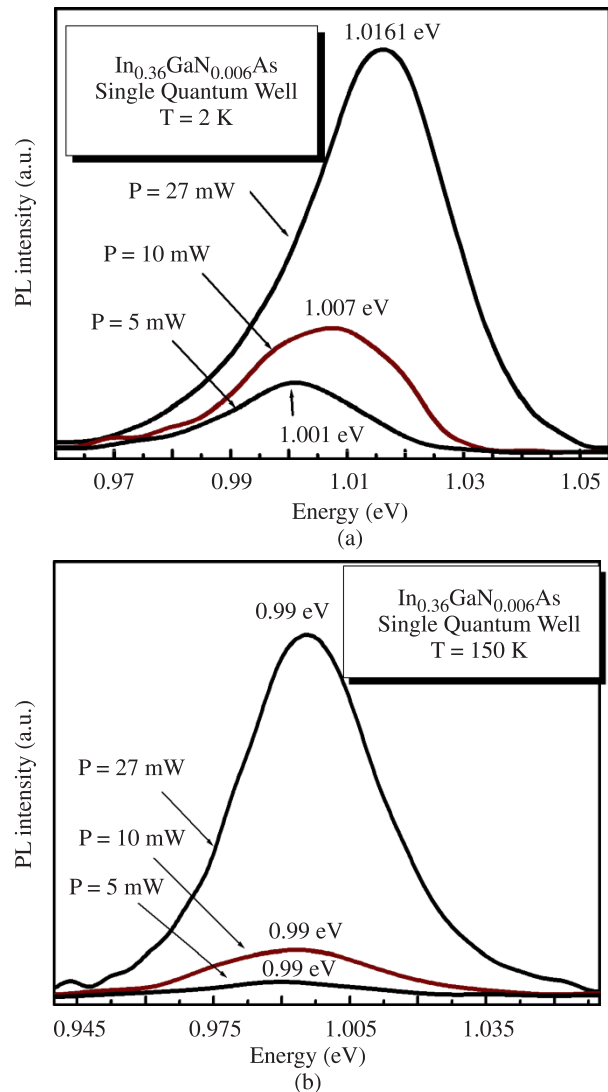 1.0161 eV
In₀.₃₆GaN₀.₀₀₆As
Single Quantum Well
T = 2 K
P = 27 mW
P = 10 mW
1.007 eV
P = 5 mW
1.001 eV
PL intensity (a.u.)
0.97 0.99 1.01 1.03 1.05
Energy (eV)
(a)
0.99 eV
In₀.₃₆GaN₀.₀₀₆As
Single Quantum Well
T = 150 K
P = 27 mW
P = 10 mW
P = 5 mW
0.99 eV
0.99 eV
PL intensity (a.u.)
0.945 0.975 1.005 1.035
Energy (eV)
(b)